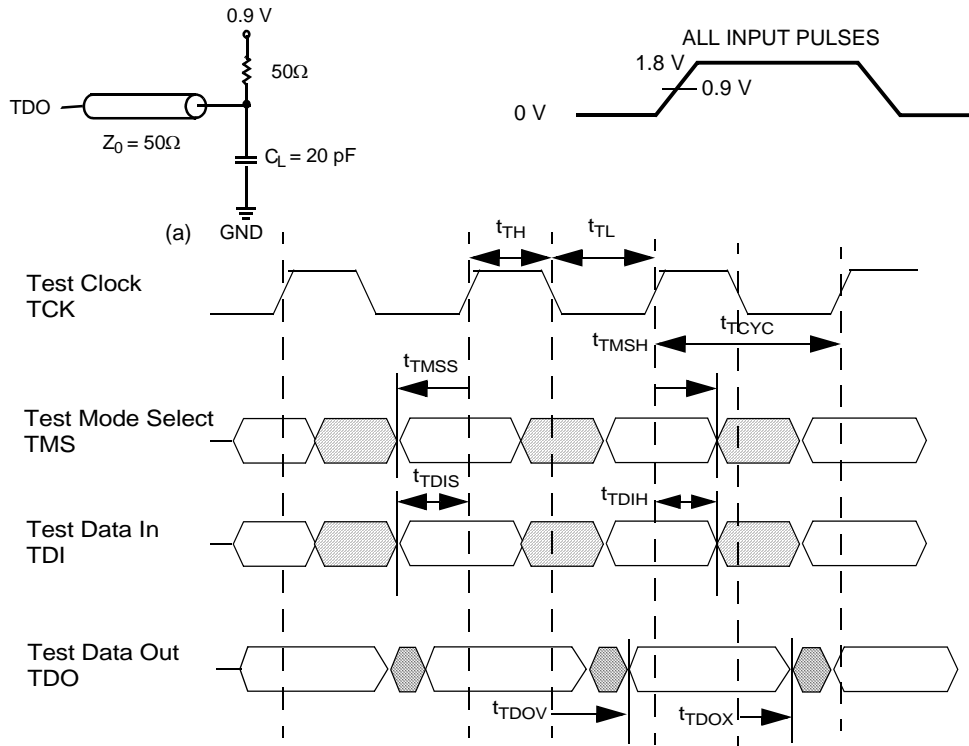 0.9 V
50Ω
TDO
Z0 = 50Ω
CL = 20 pF
(a)
GND
ALL INPUT PULSES
1.8 V
0.9 V
0 V
tTH
tTL
Test Clock
TCK
tTMSH
tTCYC
tTMSS
Test Mode Select
TMS
tTDIS
tTDIH
Test Data In
TDI
Test Data Out
TDO
tTDOV
tTDOX